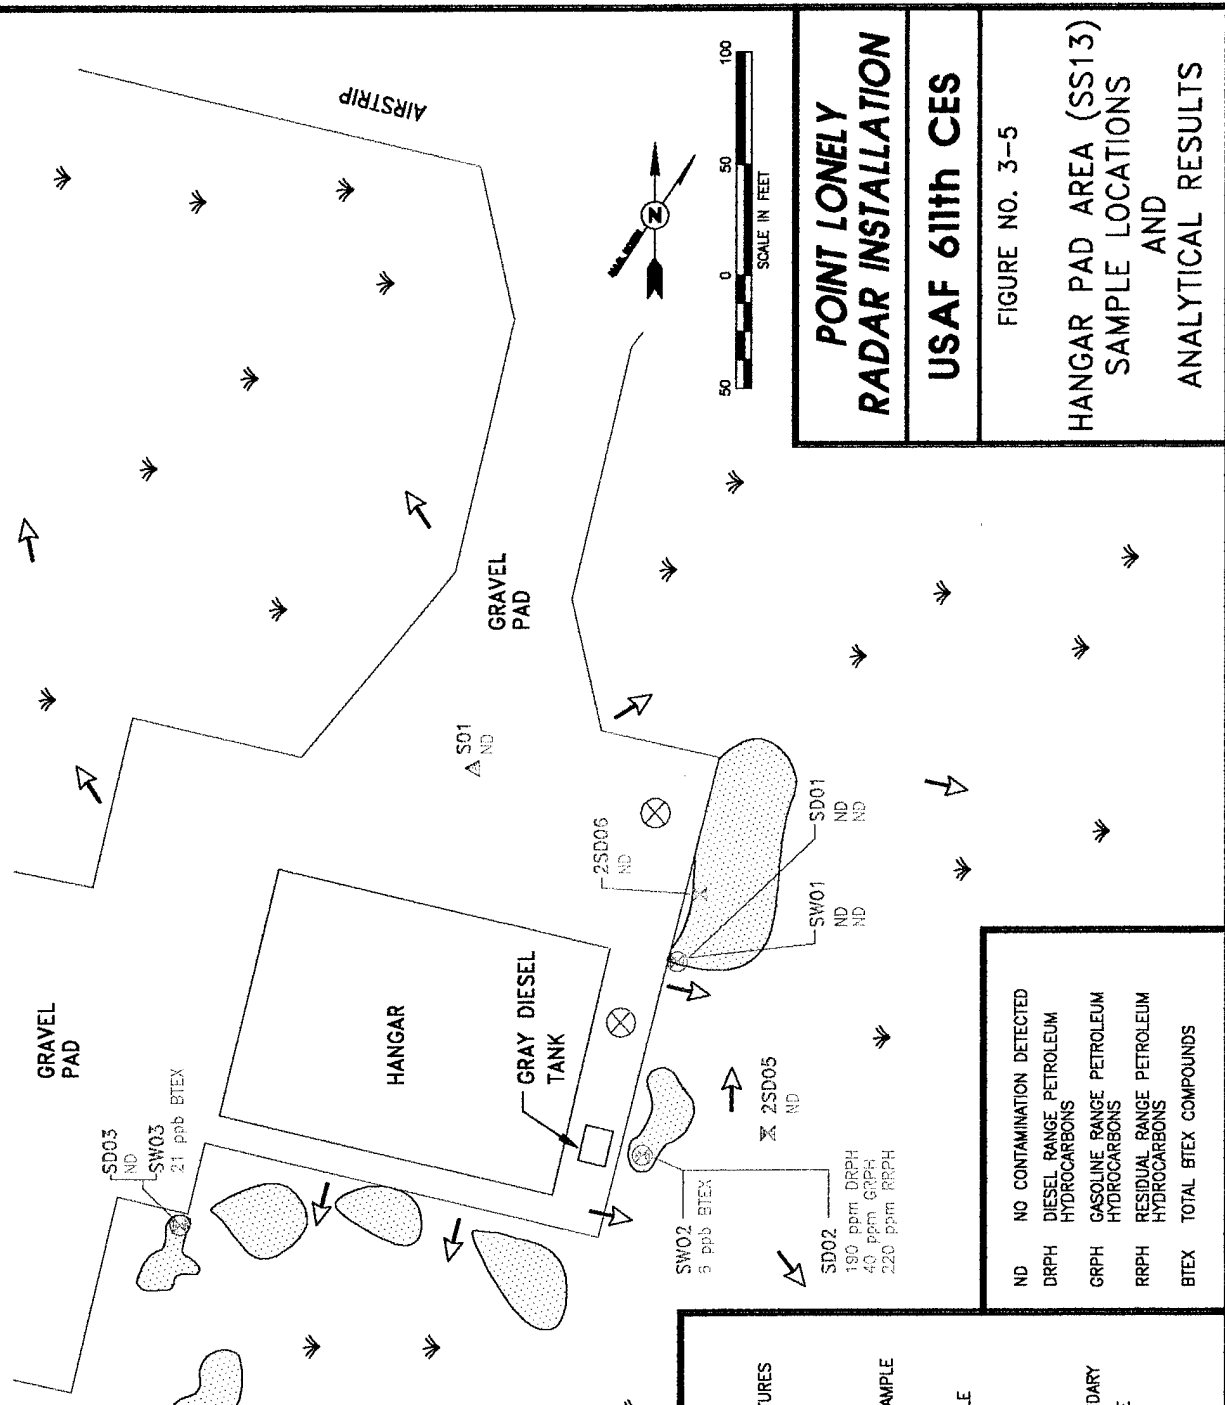 AIRSTRIP
100
50
0
50
SCALE IN FEET
N
POINT LONELY
RADAR INSTALLATION
USAF 611th CES
FIGURE NO. 3-5
HANGAR PAD AREA (SS13)
SAMPLE LOCATIONS
AND
ANALYTICAL RESULTS
GRAVEL
PAD
S01
ND
2SD06
ND
SD01
ND
ND
SW01
ND
ND
GRAVEL
PAD
HANGAR
GRAY DIESEL
TANK
SD03
ND
SW03
21 ppb BTEX
2SD05
ND
SW02
ppb BTEX
SD02
190 ppm DRPH
40 ppm GRPH
220 ppm RRPH
ND NO CONTAMINATION DETECTED
DRPH DIESEL RANGE PETROLEUM
HYDROCARBONS
GRPH GASOLINE RANGE PETROLEUM
HYDROCARBONS
RRPH RESIDUAL RANGE PETROLEUM
HYDROCARBONS
BTEX TOTAL BTEX COMPOUNDS
TURES
AMPLE
LE
DARY